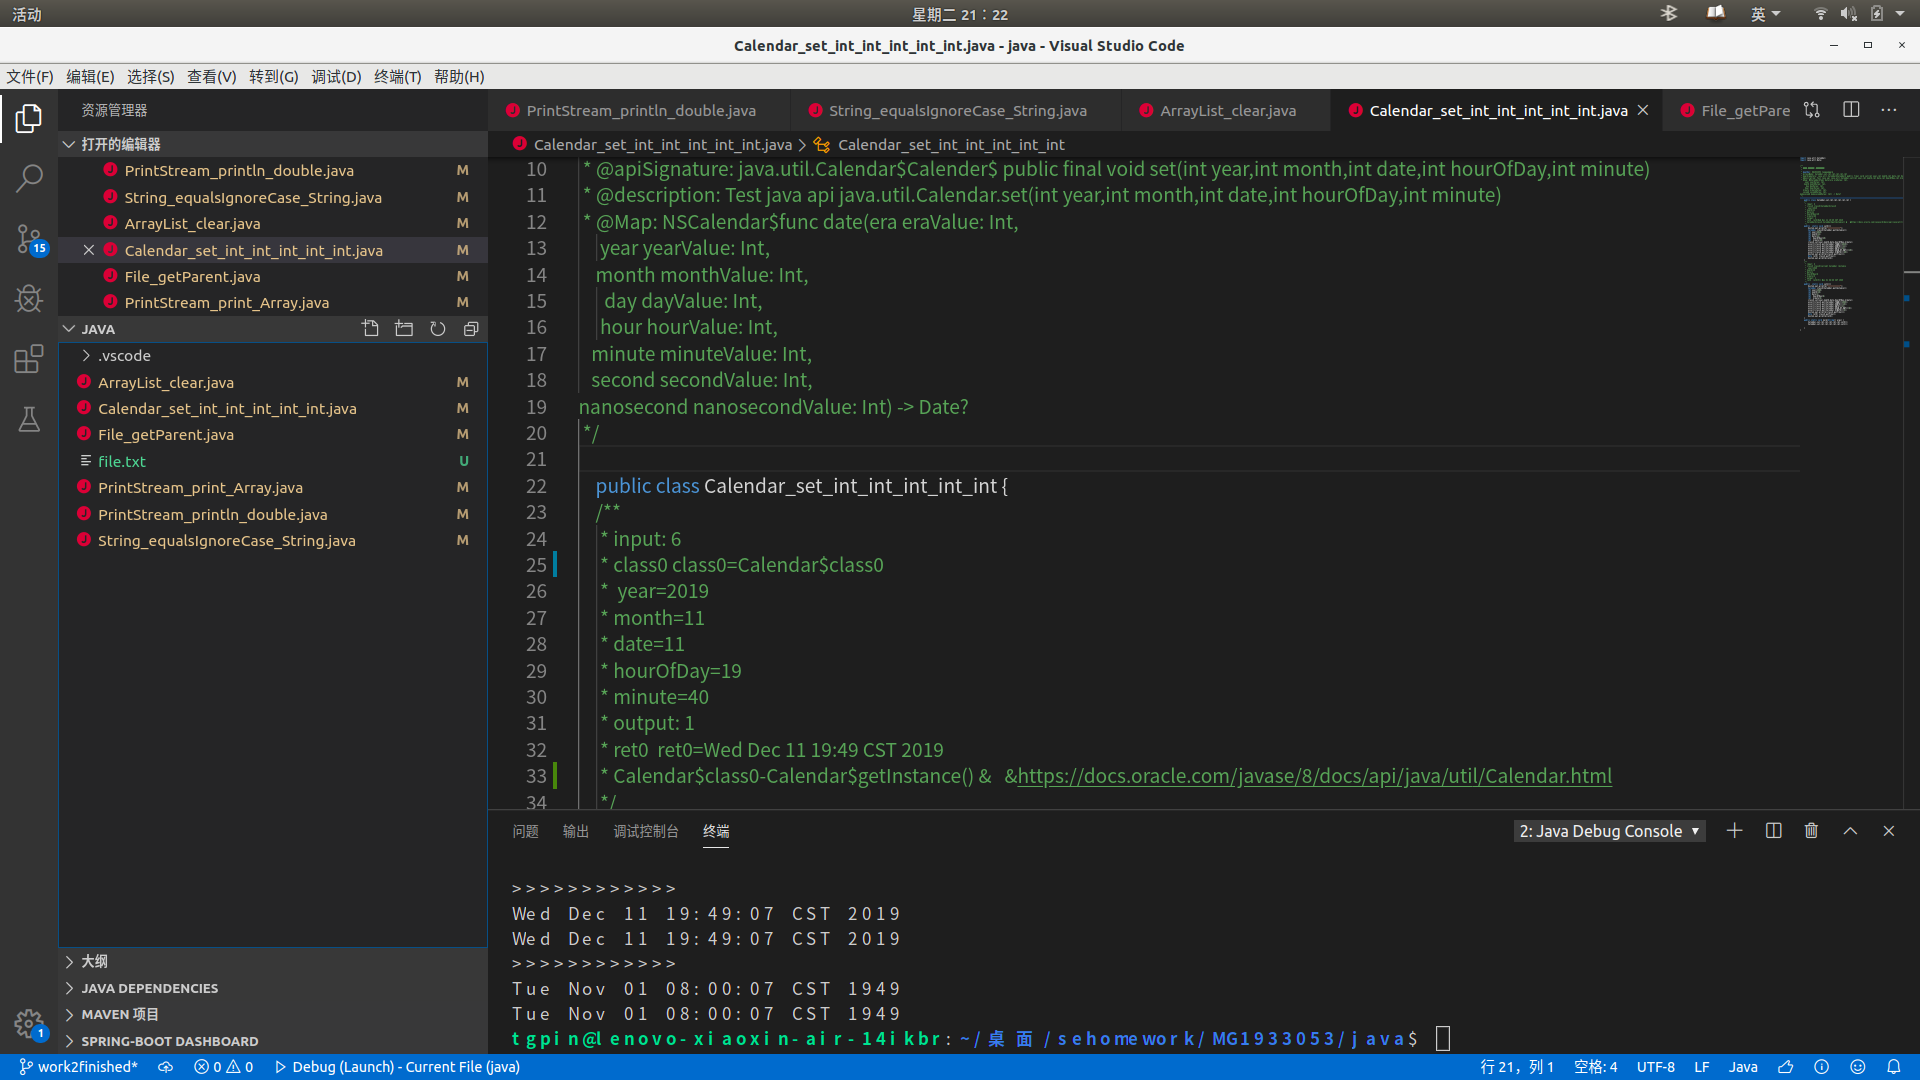 活动
星期二 21：22
英
Calendar_set_int_int_int_int_int.java - java - Visual Studio Code
文件(F) 编辑(E) 选择(S) 查看(V) 转到(G) 调试(D) 终端(T) 帮助(H)
资源管理器
打开的编辑器
PrintStream_println_double.java M
String_equalsIgnoreCase_String.java M
ArrayList_clear.java M
Calendar_set_int_int_int_int_int.java M
File_getParent.java M
PrintStream_print_Array.java M
15
JAVA
.vscode
ArrayList_clear.java M
Calendar_set_int_int_int_int_int.java M
File_getParent.java M
file.txt U
PrintStream_print_Array.java M
PrintStream_println_double.java M
String_equalsIgnoreCase_String.java M
大纲
JAVA DEPENDENCIES
MAVEN 项目
SPRING-BOOT DASHBOARD
1
PrintStream_println_double.java String_equalsIgnoreCase_String.java ArrayList_clear.java Calendar_set_int_int_int_int_int.java File_getPare
Calendar_set_int_int_int_int_int.java > Calendar_set_int_int_int_int_int
10 * @apiSignature: java.util.Calendar$Calender$ public final void set(int year,int month,int date,int hourOfDay,int minute)
11 * @description: Test java api java.util.Calendar.set(int year,int month,int date,int hourOfDay,int minute)
12 * @Map: NSCalendar$func date(era eraValue: Int,
13 year yearValue: Int,
14 month monthValue: Int,
15 day dayValue: Int,
16 hour hourValue: Int,
17 minute minuteValue: Int,
18 second secondValue: Int,
19 nanosecond nanosecondValue: Int) -> Date?
20 */
21
22 public class Calendar_set_int_int_int_int_int {
23 /**
24 * input: 6
25 * class0 class0=Calendar$class0
26 * year=2019
27 * month=11
28 * date=11
29 * hourOfDay=19
30 * minute=40
31 * output: 1
32 * ret0 ret0=Wed Dec 11 19:49 CST 2019
33 * Calendar$class0-Calendar$getInstance() & &https://docs.oracle.com/javase/8/docs/api/java/util/Calendar.html
34 */
问题 输出 调试控制台 终端 2: Java Debug Console
>>>>>>>>>>>>
Wed Dec 11 19:49:07 CST 2019
Wed Dec 11 19:49:07 CST 2019
>>>>>>>>>>>>
Tue Nov 01 08:00:07 CST 1949
Tue Nov 01 08:00:07 CST 1949
tgpin@lenovo-xiaoxin-air-14ikbr:~/桌面/sehomework/MG1933053/java$
work2finished* 0 0 Debug (Launch) - Current File (java) 行 21，列 1 空格: 4 UTF-8 LF Java